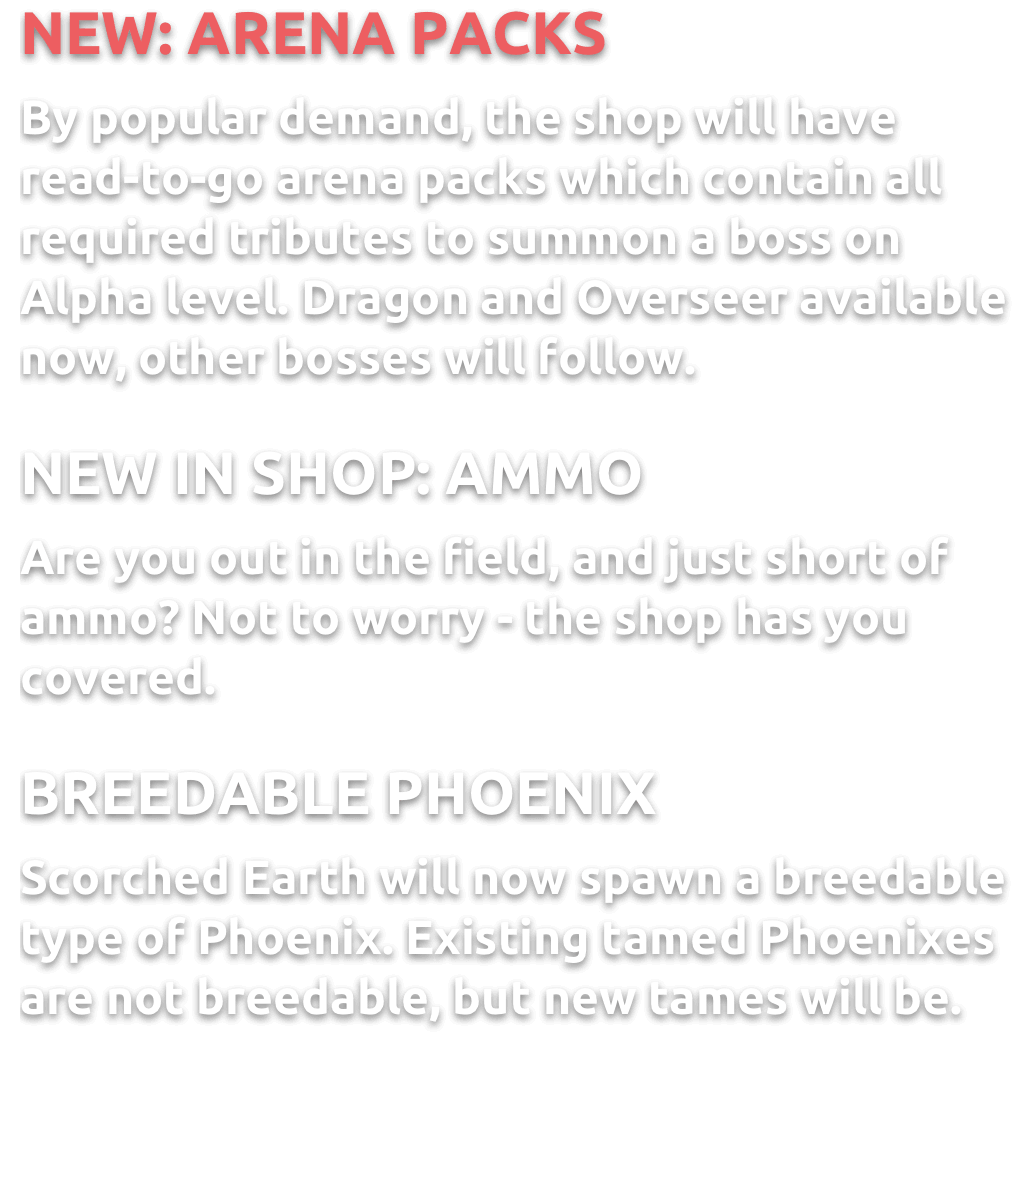 NEW: ARENA PACKS
By popular demand, the shop will have
read-to-go arena packs which contain all
required tributes to summon a boss on
Alpha level. Dragon and Overseer available
now, other bosses will follow.
NEW IN SHOP: AMMO
Are you out in the field, and just short of
ammo? Not to worry - the shop has you
covered.
BREEDABLE PHOENIX
Scorched Earth will now spawn a breedable
type of Phoenix. Existing tamed Phoenixes
are not breedable, but new tames will be.